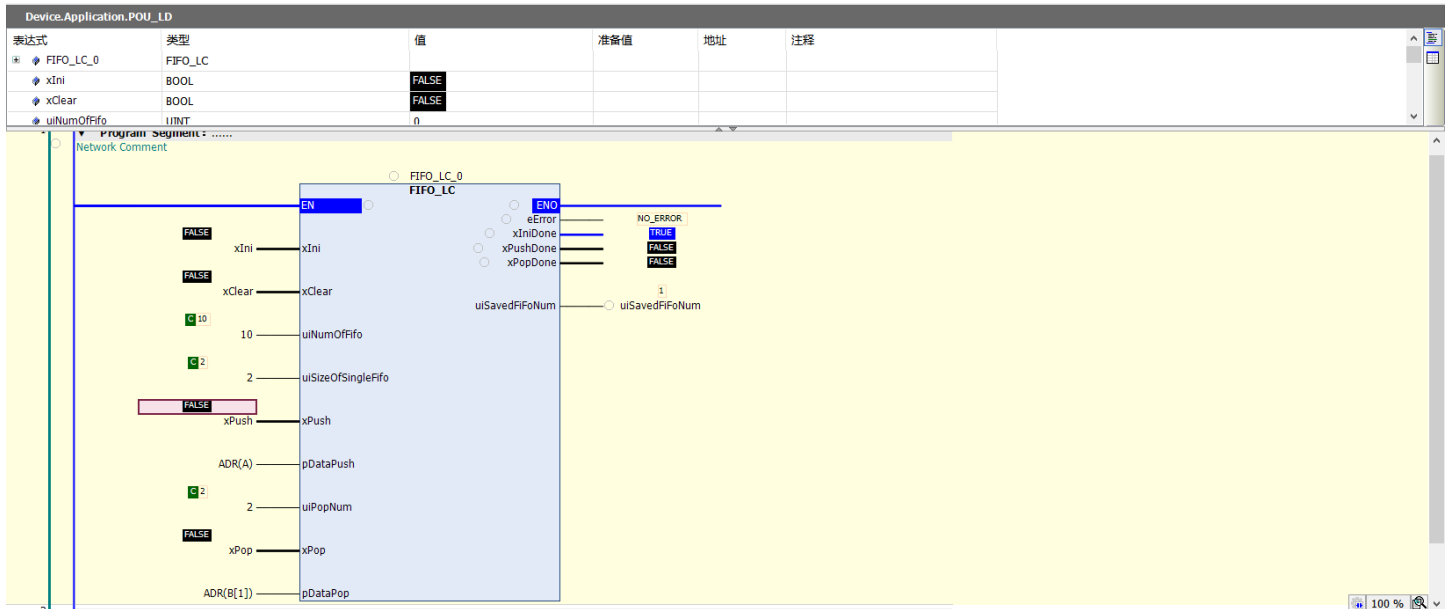 Device.Application.POU_LD
表达式 类型 值 准备值 地址 注释
FIFO_LC_0 FIFO_LC
xIni BOOL FALSE
xClear BOOL FALSE
uiNumOfFifo UINT 0
1 Program Segment: ......
Network Comment
FIFO_LC_0
FIFO_LC
EN ENO
eError NO_ERROR
FALSE xIniDone TRUE
xIni xIni xPushDone FALSE
xPopDone FALSE
FALSE
xClear xClear 1
uiSavedFiFoNum uiSavedFiFoNum
C 10
10 uiNumOfFifo
C 2
2 uiSizeOfSingleFifo
FALSE
xPush xPush
ADR(A) pDataPush
C 2
2 uiPopNum
FALSE
xPop xPop
ADR(B[1]) pDataPop
100 %
2